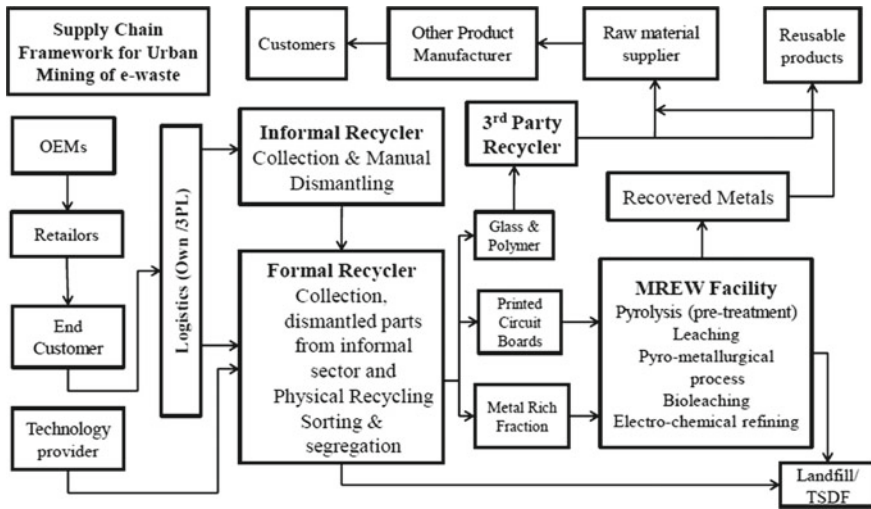 Supply Chain
Framework for Urban
Mining of e-waste
Customers
Other Product
Manufacturer
Raw material
supplier
Reusable
products
OEMs
Retailors
End
Customer
Technology
provider
Logistics (Own /3PL)
Informal Recycler
Collection & Manual
Dismantling
Formal Recycler
Collection,
dismantled parts
from informal
sector and
Physical Recycling
Sorting &
segregation
3rd Party
Recycler
Glass &
Polymer
Printed
Circuit
Boards
Metal Rich
Fraction
Recovered Metals
MREW Facility
Pyrolysis (pre-treatment)
Leaching
Pyro-metallurgical
process
Bioleaching
Electro-chemical refining
Landfill/
TSDF